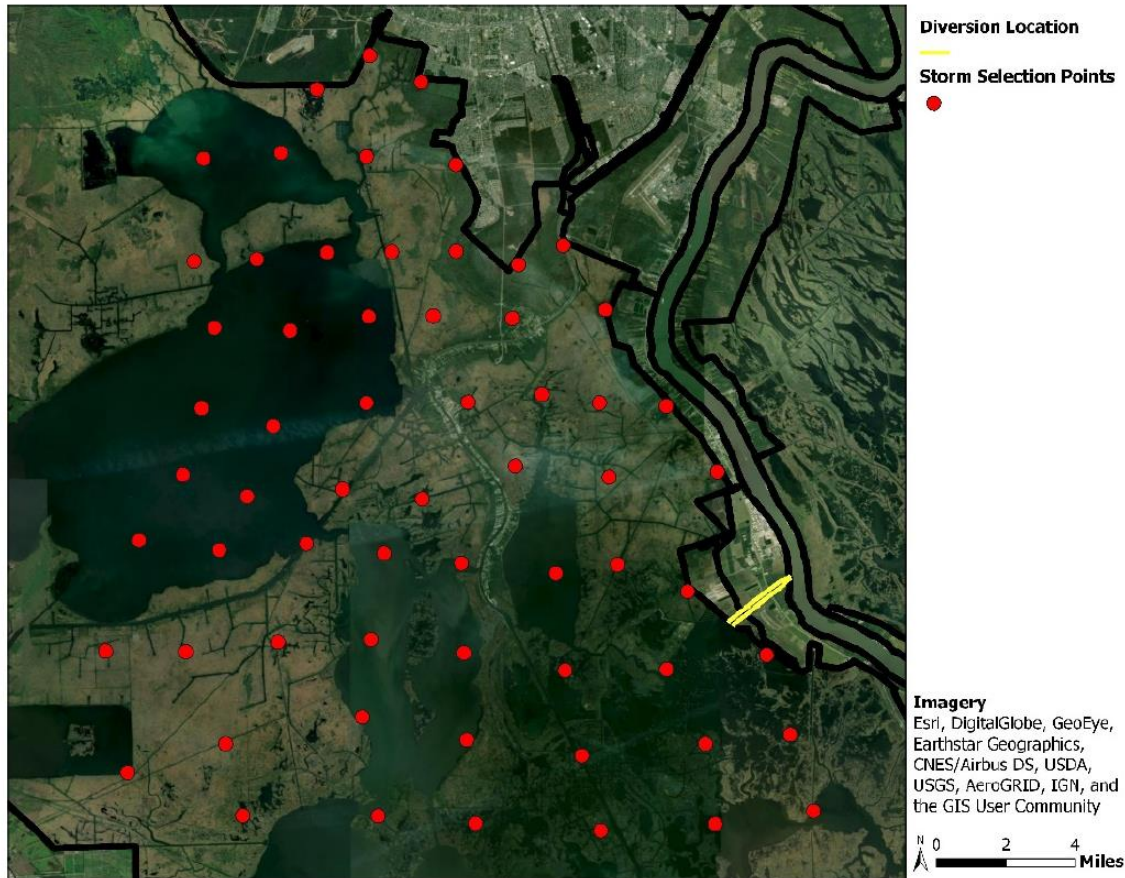 Diversion Location
Storm Selection Points
Imagery
Esri, DigitalGlobe, GeoEye,
Earthstar Geographics,
CNES/Airbus DS, USDA,
USGS, AeroGRID, IGN, and
the GIS User Community
N
0 2 4
Miles